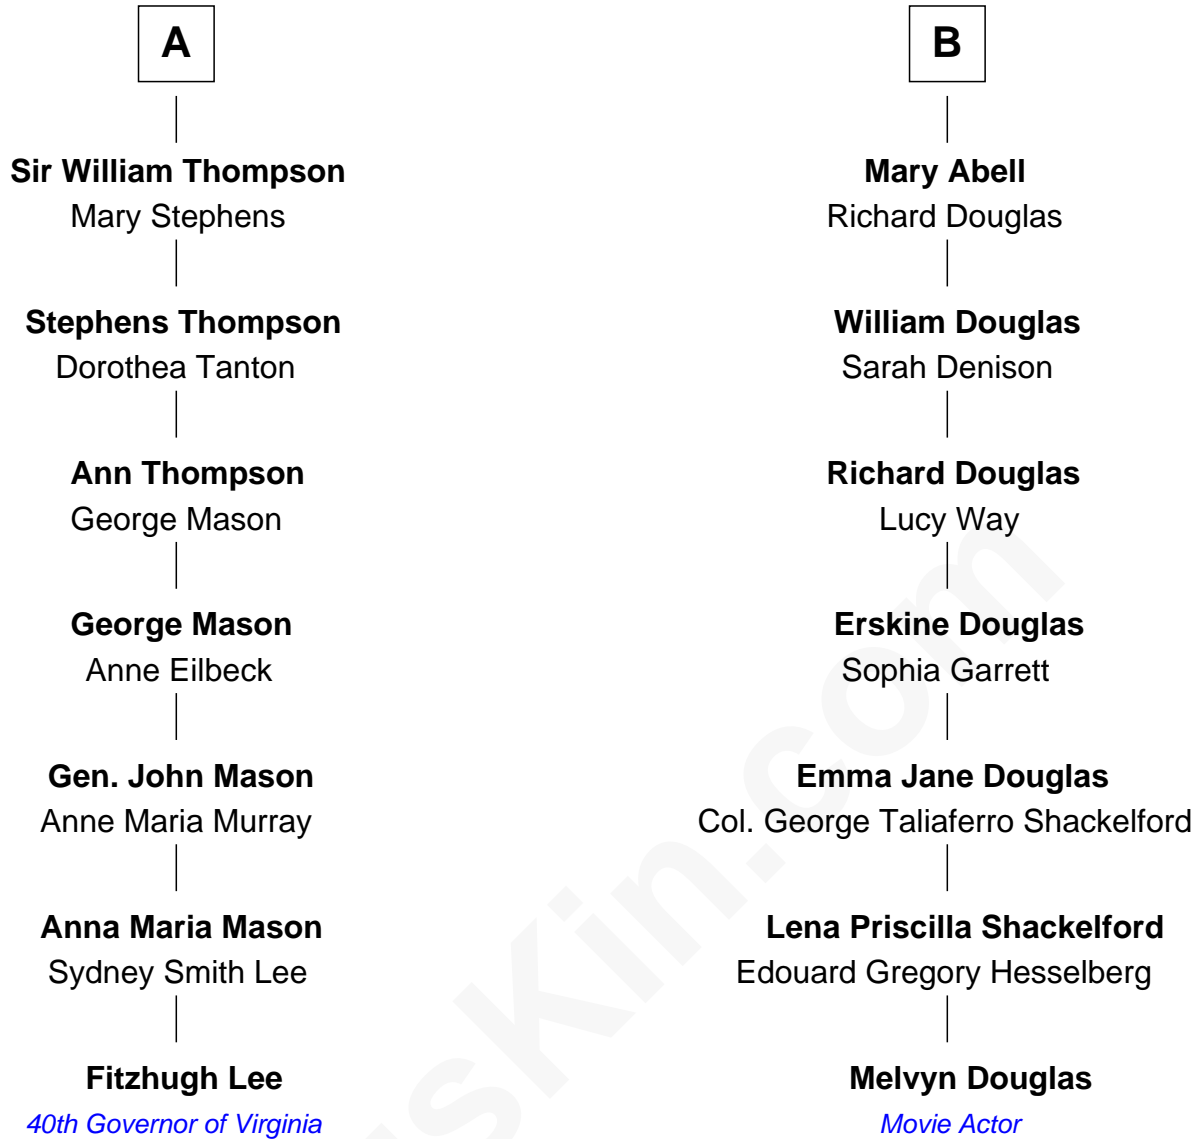 A
Sir William Thompson
Mary Stephens
Stephens Thompson
Dorothea Tanton
Ann Thompson
George Mason
George Mason
Anne Eilbeck
Gen. John Mason
Anne Maria Murray
Anna Maria Mason
Sydney Smith Lee
Fitzhugh Lee
40th Governor of Virginia
B
Mary Abell
Richard Douglas
William Douglas
Sarah Denison
Richard Douglas
Lucy Way
Erskine Douglas
Sophia Garrett
Emma Jane Douglas
Col. George Taliaferro Shackelford
Lena Priscilla Shackelford
Edouard Gregory Hesselberg
Melvyn Douglas
Movie Actor